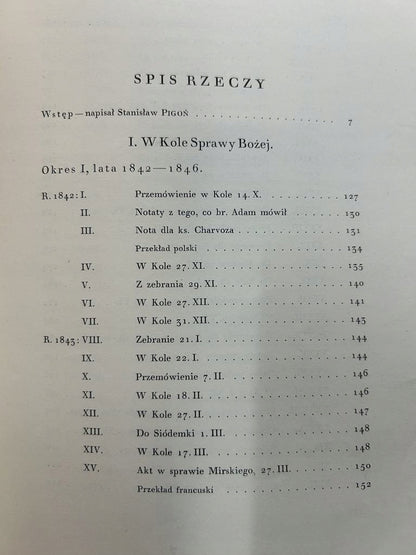 SPIS RZECZY
Wstęp — napisał Stanisław PIGOŃ . . . . . . . . . . . . . . . . 7
I. W Kole Sprawy Bożej.
Okres I, lata 1842 — 1846.
R. 1842: I. Przemówienie w Kole 14. X. . . . . . . . . . 127
II. Notaty z tego, co br. Adam mówił . . . . . . . 130
III. Nota dla ks. Charvoza . . . . . . . . . . . . 131
Przekład polski . . . . . . . . . . . . . . . 134
IV. W Kole 27. XI. . . . . . . . . . . . . . . . 135
V. Z zebrania 29. XI. . . . . . . . . . . . . . 140
VI. W Kole 27. XII. . . . . . . . . . . . . . . 141
VII. W Kole 31. XII. . . . . . . . . . . . . . . 143
R. 1843: VIII. Zebranie 21. I. . . . . . . . . . . . . . . 144
IX. W Kole 22. I. . . . . . . . . . . . . . . . 144
X. Przemówienie 7. II. . . . . . . . . . . . . . 146
XI. W Kole 18. II. . . . . . . . . . . . . . . . 146
XII. W Kole 27. II. . . . . . . . . . . . . . . . 147
XIII. Do Siódemki 1. III. . . . . . . . . . . . . . 148
XIV. W Kole 17. III. . . . . . . . . . . . . . . 148
XV. Akt w sprawie Mirskiego, 27. III. . . . . . . . 150
Przekład francuski . . . . . . . . . . . . . . 152